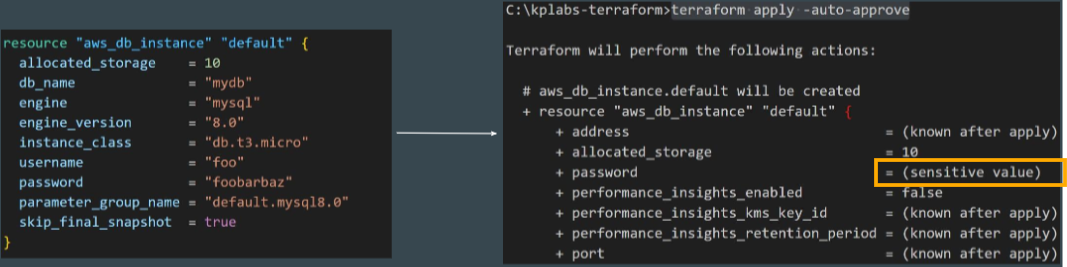 resource "aws_db_instance" "default" {
allocated_storage = 10
db_name = "mydb"
engine = "mysql"
engine_version = "8.0"
instance_class = "db.t3.micro"
username = "foo"
password = "foobarbaz"
parameter_group_name = "default.mysql8.0"
skip_final_snapshot = true
}
C:\kplabs-terraform>terraform apply -auto-approve
Terraform will perform the following actions:
# aws_db_instance.default will be created
+ resource "aws_db_instance" "default" {
+ address = (known after apply)
+ allocated_storage = 10
+ password = (sensitive value)
+ performance_insights_enabled = false
+ performance_insights_kms_key_id = (known after apply)
+ performance_insights_retention_period = (known after apply)
+ port = (known after apply)